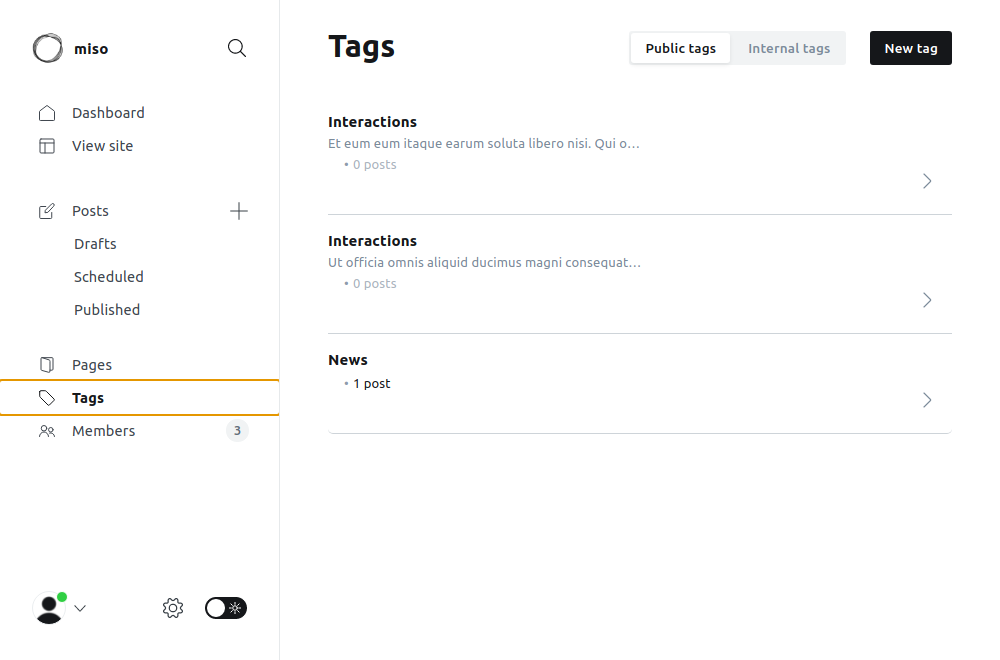 miso
Dashboard
View site
Posts
Drafts
Scheduled
Published
Pages
Tags
Members
3
Tags
Public tags
Internal tags
New tag
Interactions
Et eum eum itaque earum soluta libero nisi. Qui o…
• 0 posts
Interactions
Ut officia omnis aliquid ducimus magni consequat…
• 0 posts
News
• 1 post